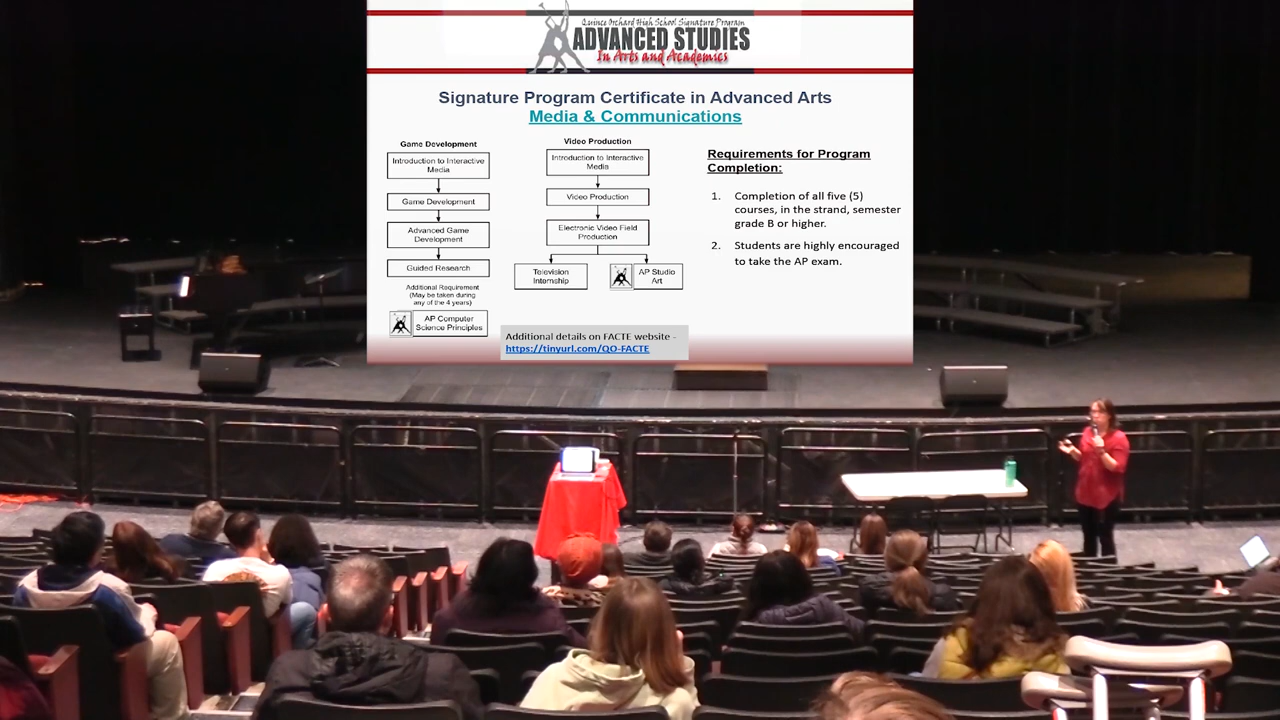 Quince Orchard High School Signature Program
ADVANCED STUDIES
In Arts and Academics
Signature Program Certificate in Advanced Arts
Media & Communications
Game Development
Introduction to Interactive
Media
Game Development
Advanced Game
Development
Guided Research
Additional Requirement
(May be taken during
any of the 4 years)
AP Computer
Science Principles
Video Production
Introduction to Interactive
Media
Video Production
Electronic Video Field
Production
Television
Internship
AP Studio
Art
Requirements for Program
Completion:
1. Completion of all five (5)
courses, in the strand, semester
grade B or higher.
2. Students are highly encouraged
to take the AP exam.
Additional details on FACTE website -
https://tinyurl.com/QO-FACTE